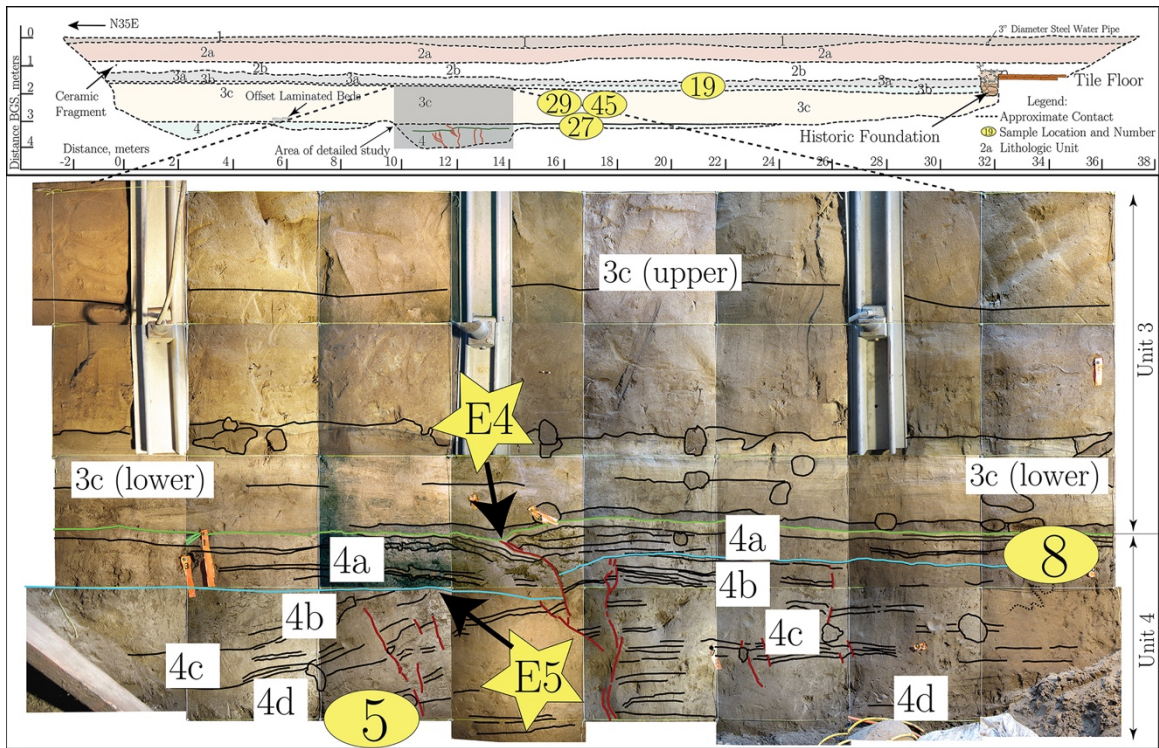 N35E
0
1
2
3
4
Distance BGS, meters
1
1
3" Diameter Steel Water Pipe
2a
2a
2a
2b
2b
2b
3a
3a
3a
3b
3b
3c
3c
3c
19
29
45
27
Tile Floor
Ceramic
Fragment
Offset Laminated Beds
Historic Foundation
Legend:
Approximate Contact
19 Sample Location and Number
2a Lithologic Unit
4
4
Area of detailed study
Distance, meters
-2 0 2 4 6 8 10 12 14 16 18 20 22 24 26 28 30 32 34 36 38
3c (upper)
Unit 3
E4
3c (lower)
3c (lower)
4a
4a
8
4b
4b
4c
4c
E5
4d
4d
5
Unit 4